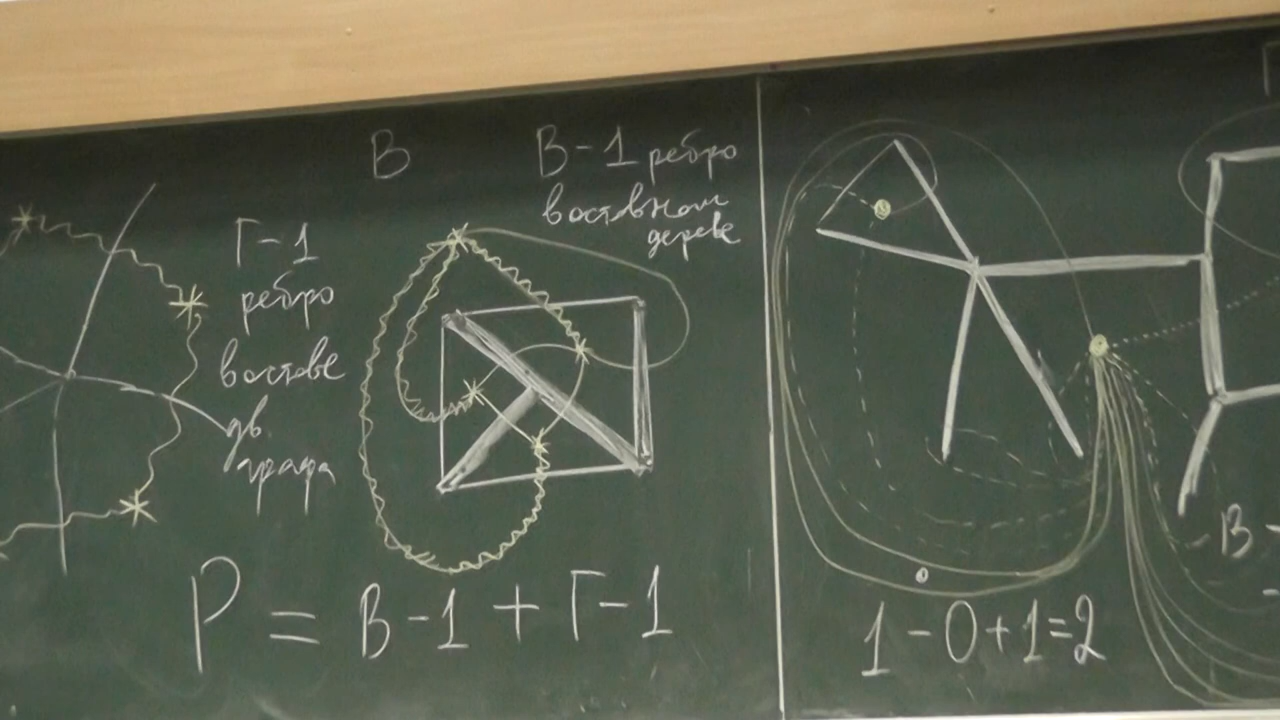 В
В-1 ребро
в остовном
дереве
Г-1
ребро
в остове
дв.
графа
Р = В-1 + Г-1
1-0+1=2
В -